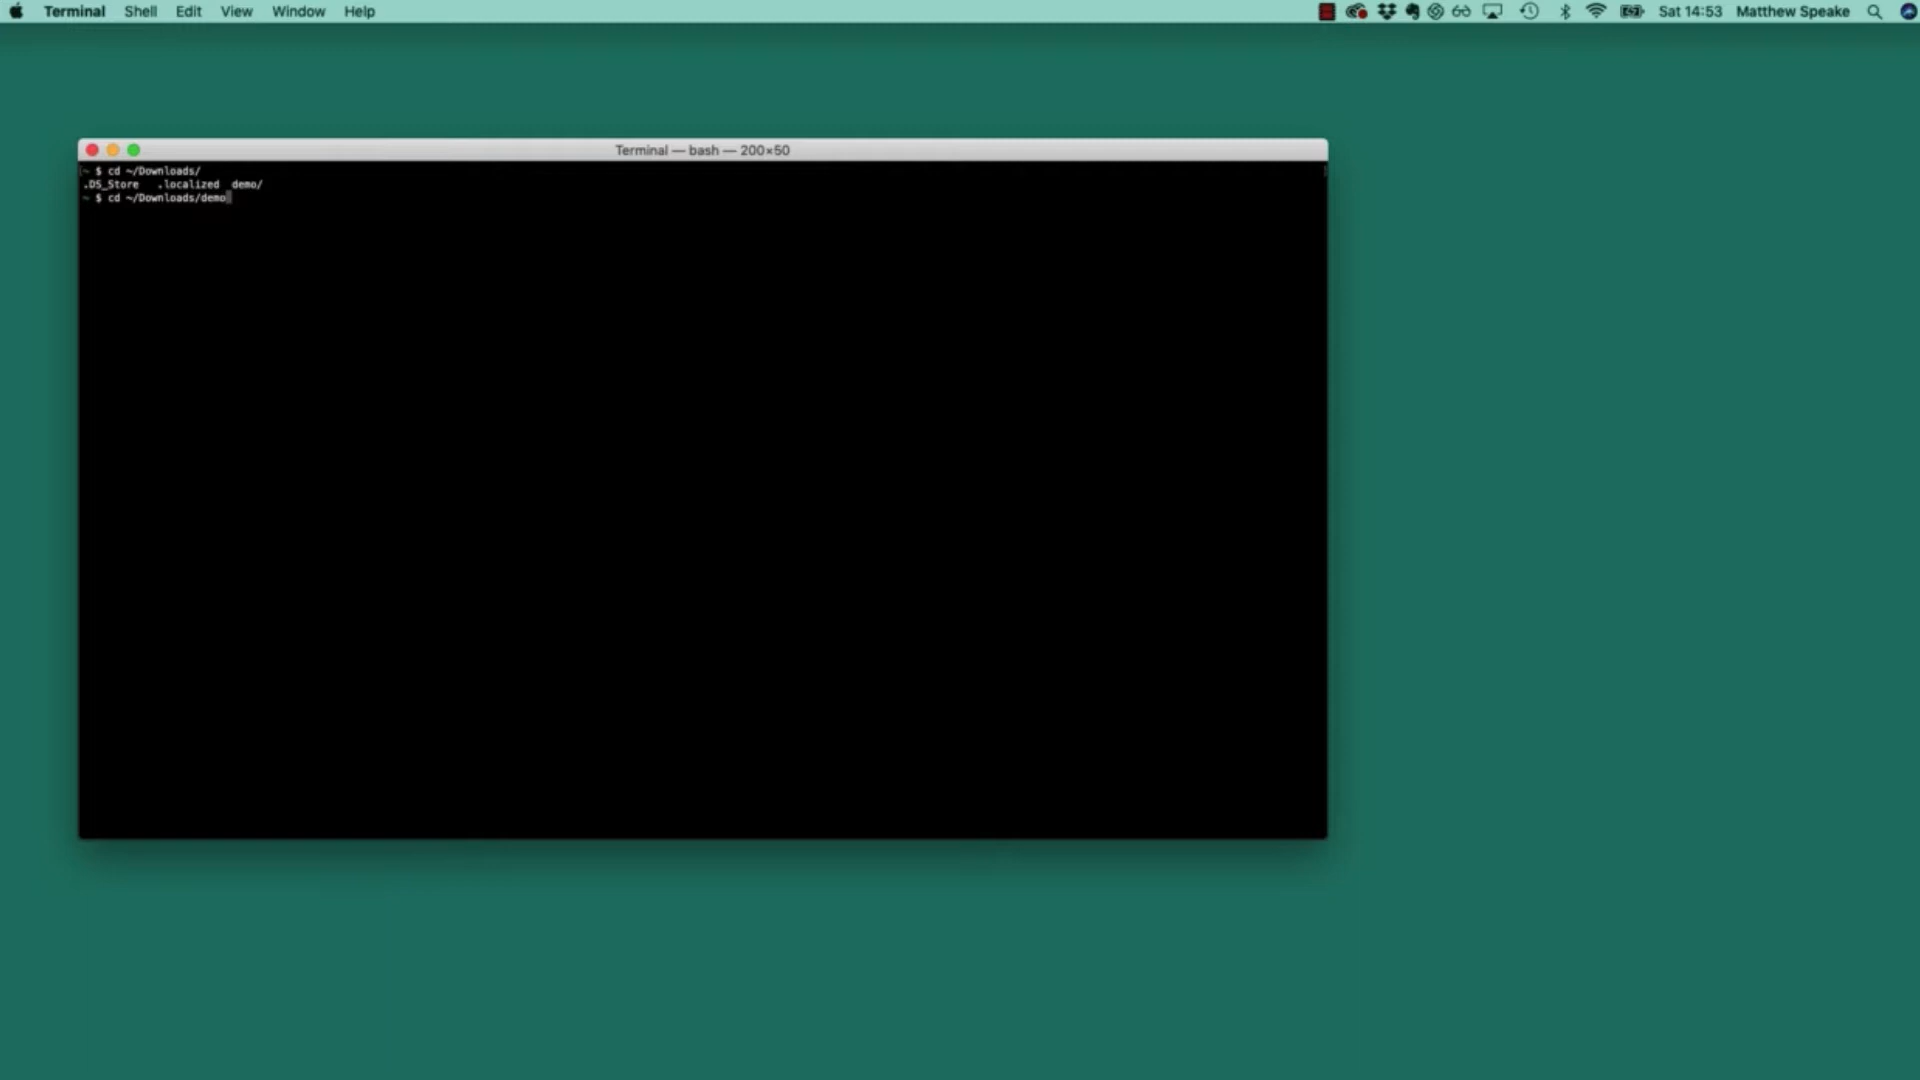 Terminal Shell Edit View Window Help Sat 14:53 Matthew Speake
Terminal — bash — 200×50
~ $ cd ~/Downloads/
.DS_Store .localized demo/
~ $ cd ~/Downloads/demo